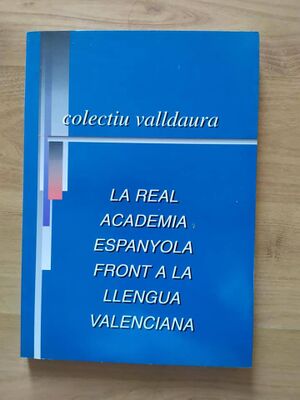 colectiu valldaura
LA REAL
ACADEMIA
ESPANYOLA
FRONT A LA
LLENGUA
VALENCIANA